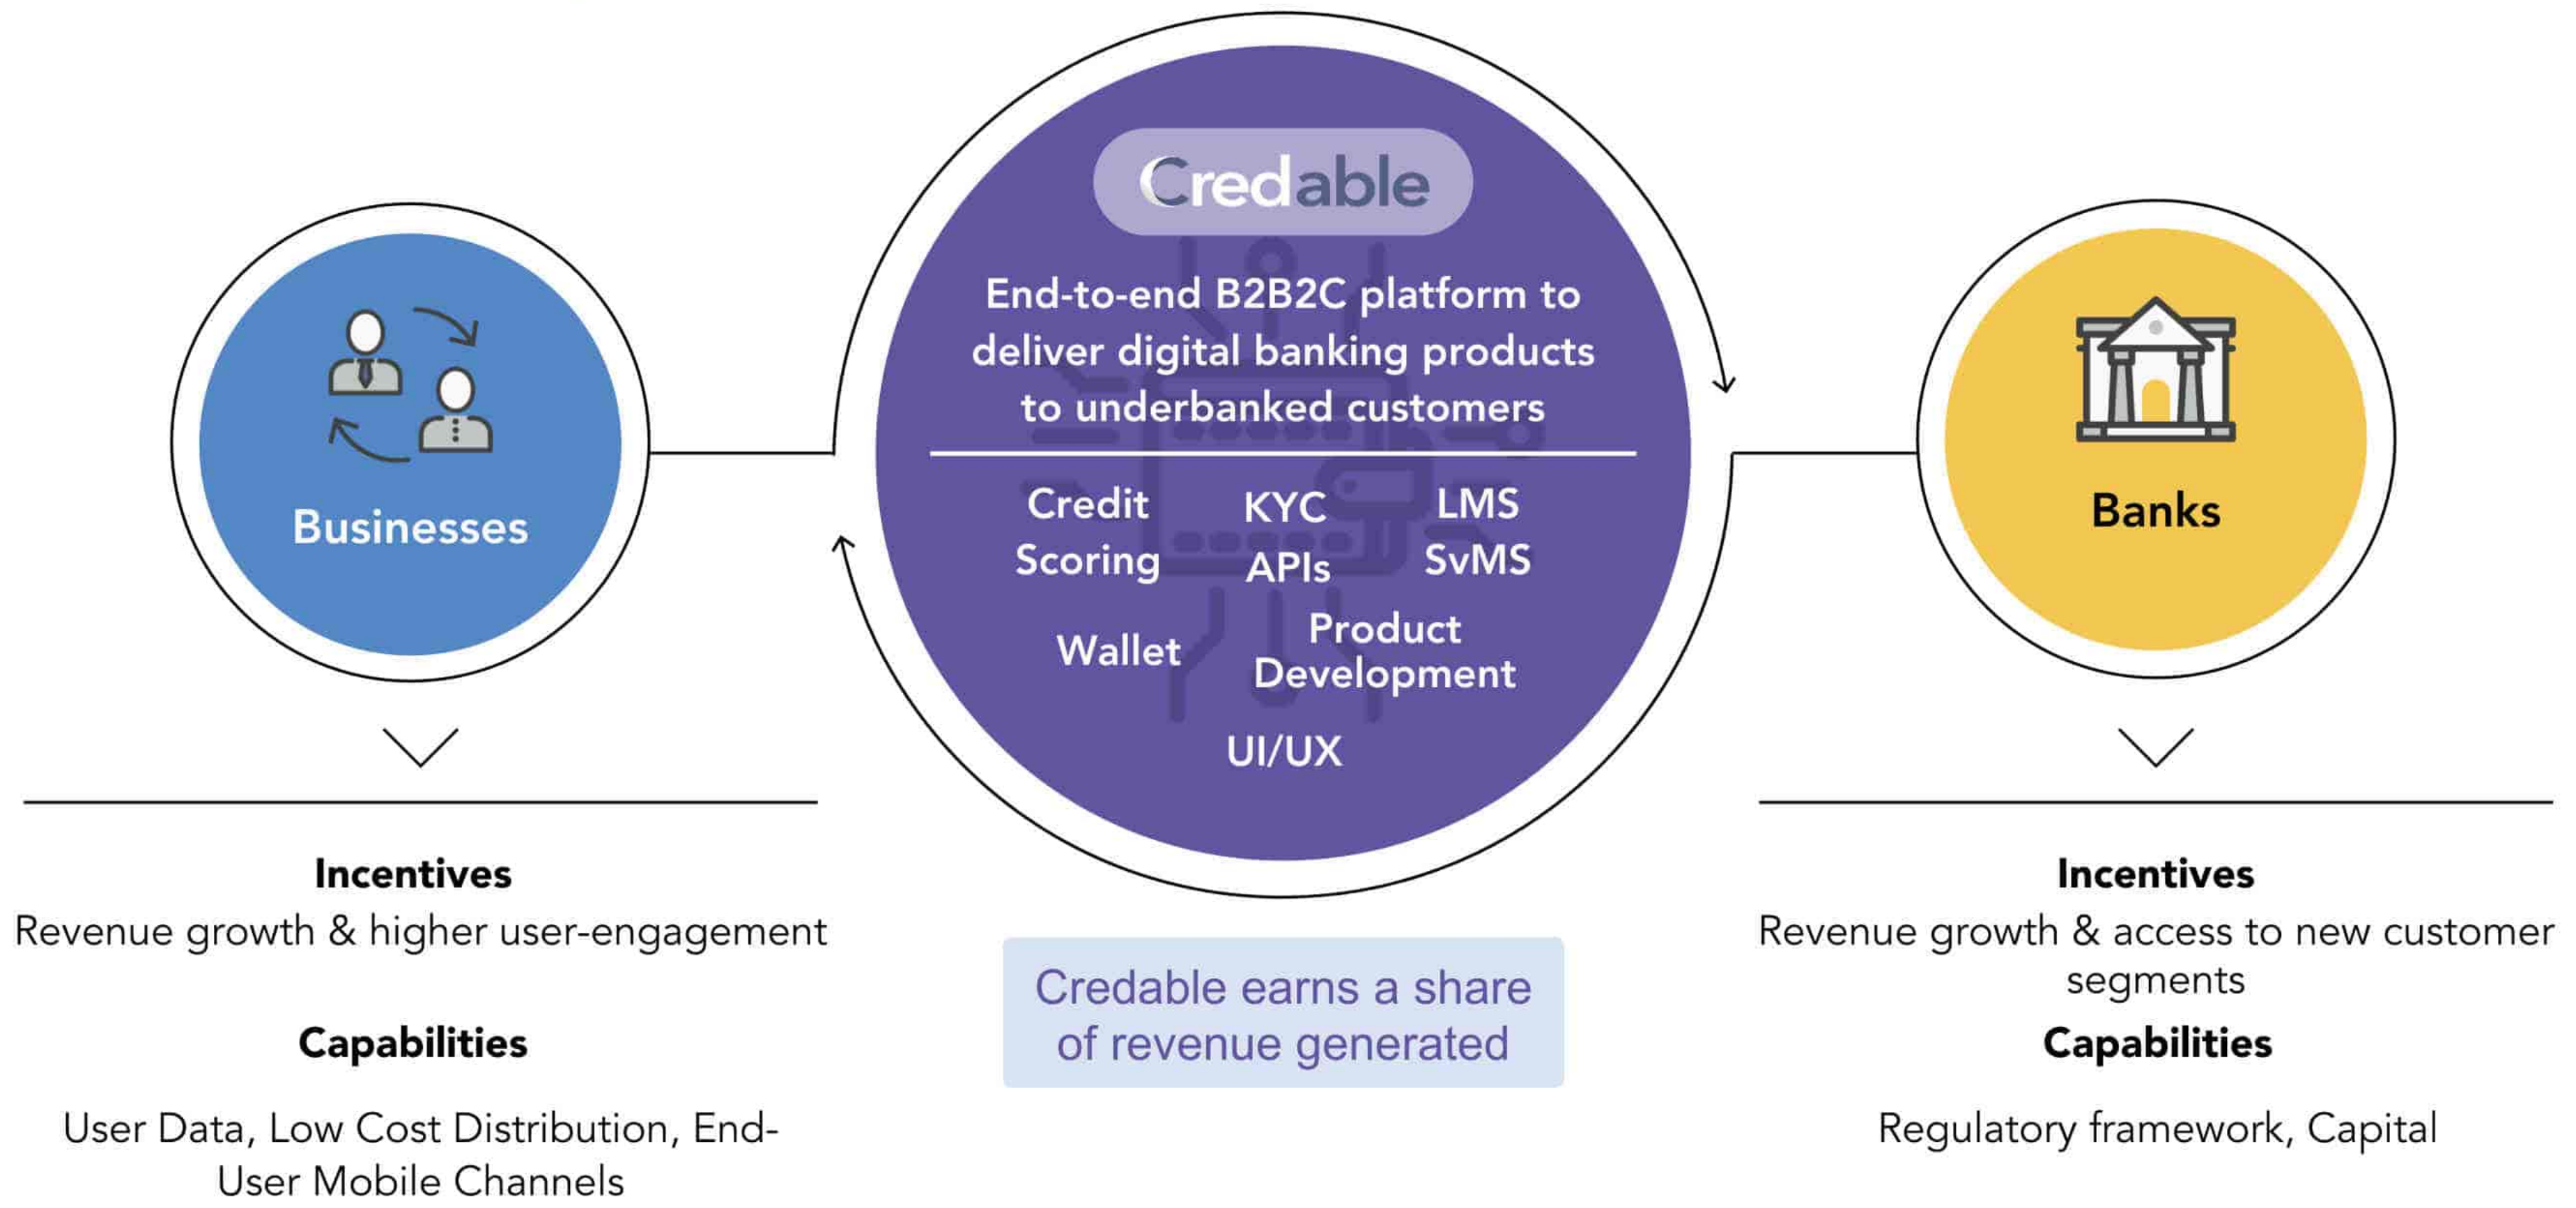 Credable
End-to-end B2B2C platform to
deliver digital banking products
to underbanked customers
Credit
Scoring
KYC
APIs
LMS
SvMS
Wallet
Product
Development
UI/UX
Businesses
Banks
Incentives
Revenue growth & higher user-engagement
Capabilities
User Data, Low Cost Distribution, End-
User Mobile Channels
Credable earns a share
of revenue generated
Incentives
Revenue growth & access to new customer
segments
Capabilities
Regulatory framework, Capital